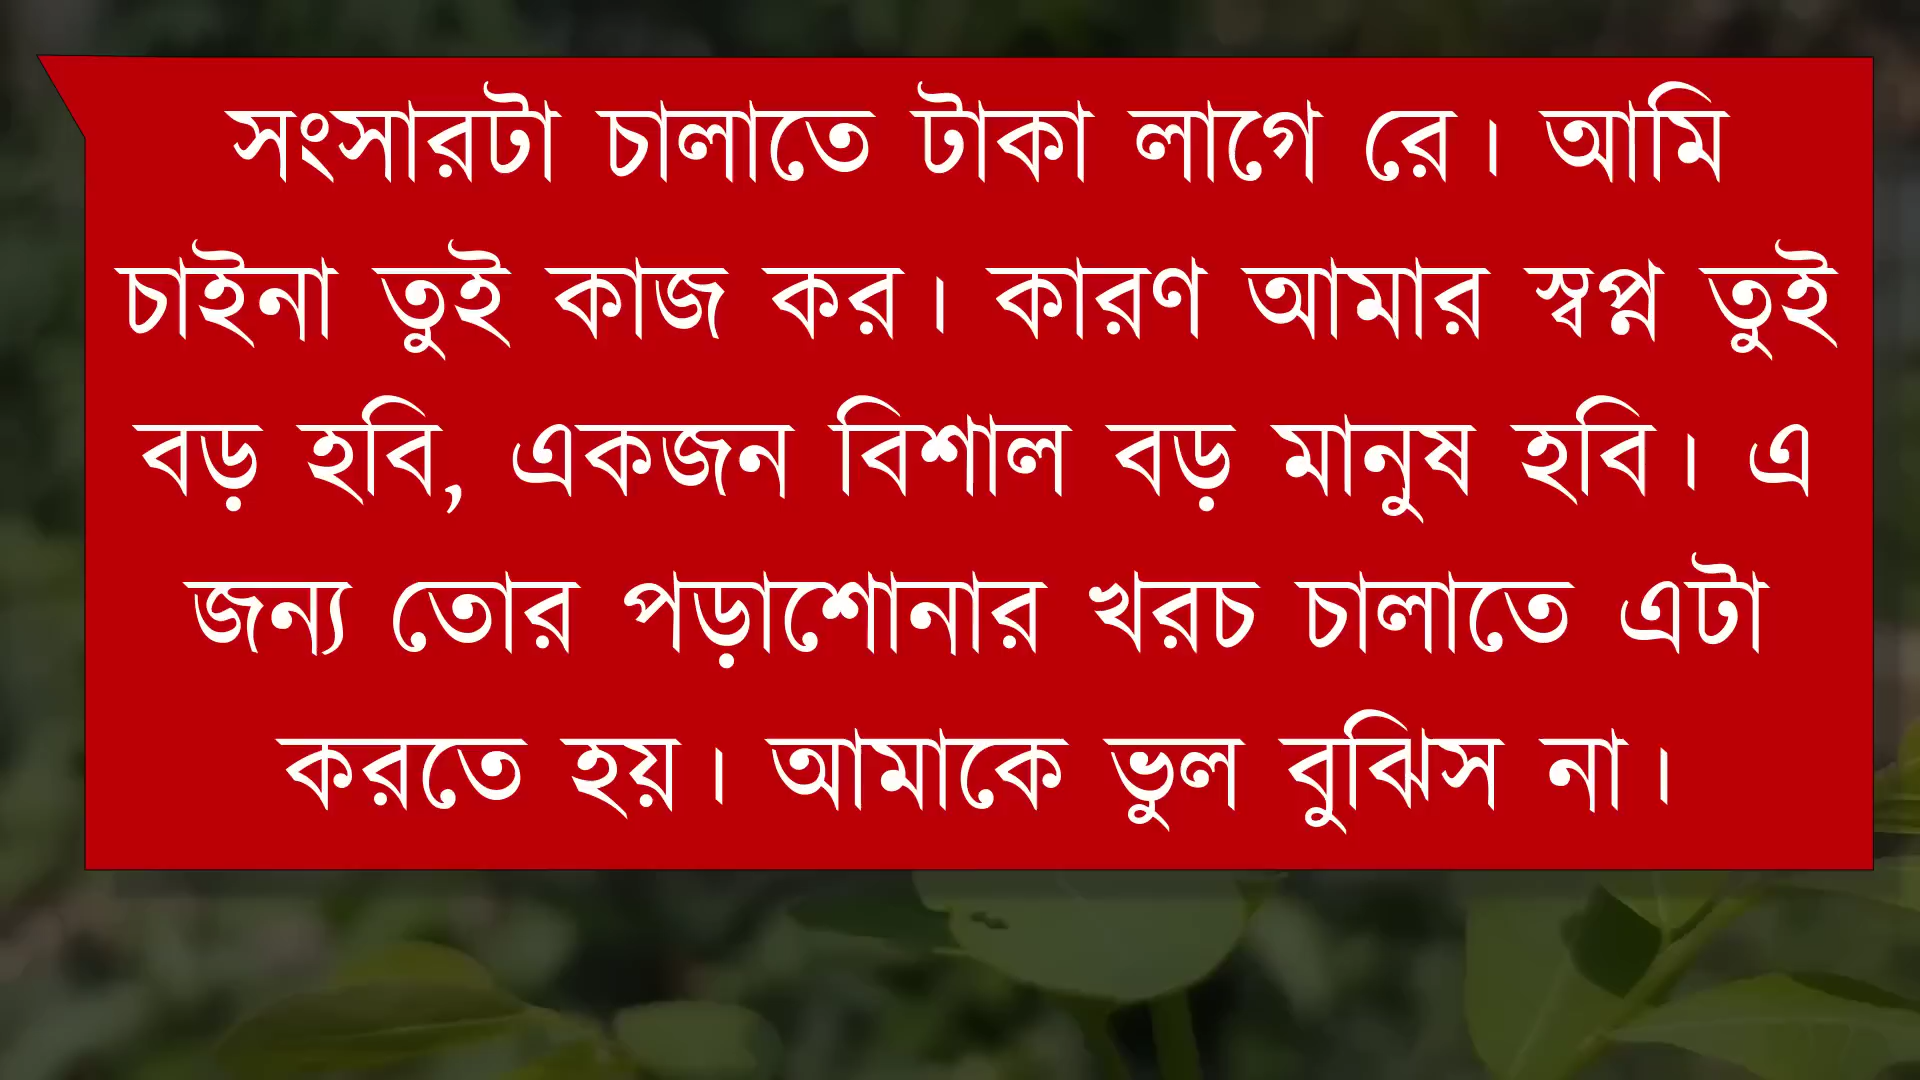 সংসারটা চালাতে টাকা লাগে রে। আমি
চাইনা তুই কাজ কর। কারণ আমার স্বপ্ন তুই
বড় হবি, একজন বিশাল বড় মানুষ হবি। এ
জন্য তোর পড়াশোনার খরচ চালাতে এটা
করতে হয়। আমাকে ভুল বুঝিস না।